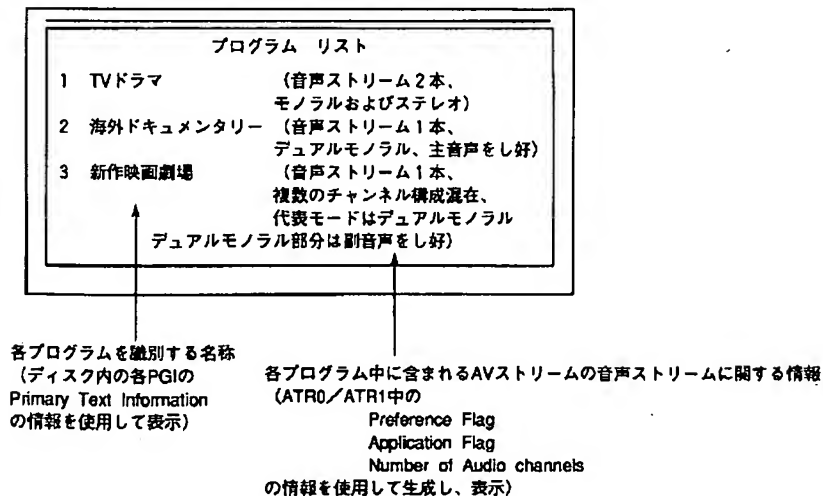 プログラム リスト
1 TVドラマ (音声ストリーム2本、
モノラルおよびステレオ)
2 海外ドキュメンタリー (音声ストリーム1本、
デュアルモノラル、主音声をし好)
3 新作映画劇場 (音声ストリーム1本、
複数のチャンネル構成混在、
代表モードはデュアルモノラル
デュアルモノラル部分は副音声をし好)
各プログラムを識別する名称
(ディスク内の各PGIの
Primary Text Information
の情報を使用して表示)
各プログラム中に含まれるAVストリームの音声ストリームに関する情報
(ATR0/ATR1中の
Preference Flag
Application Flag
Number of Audio channels
の情報を使用して生成し、表示)